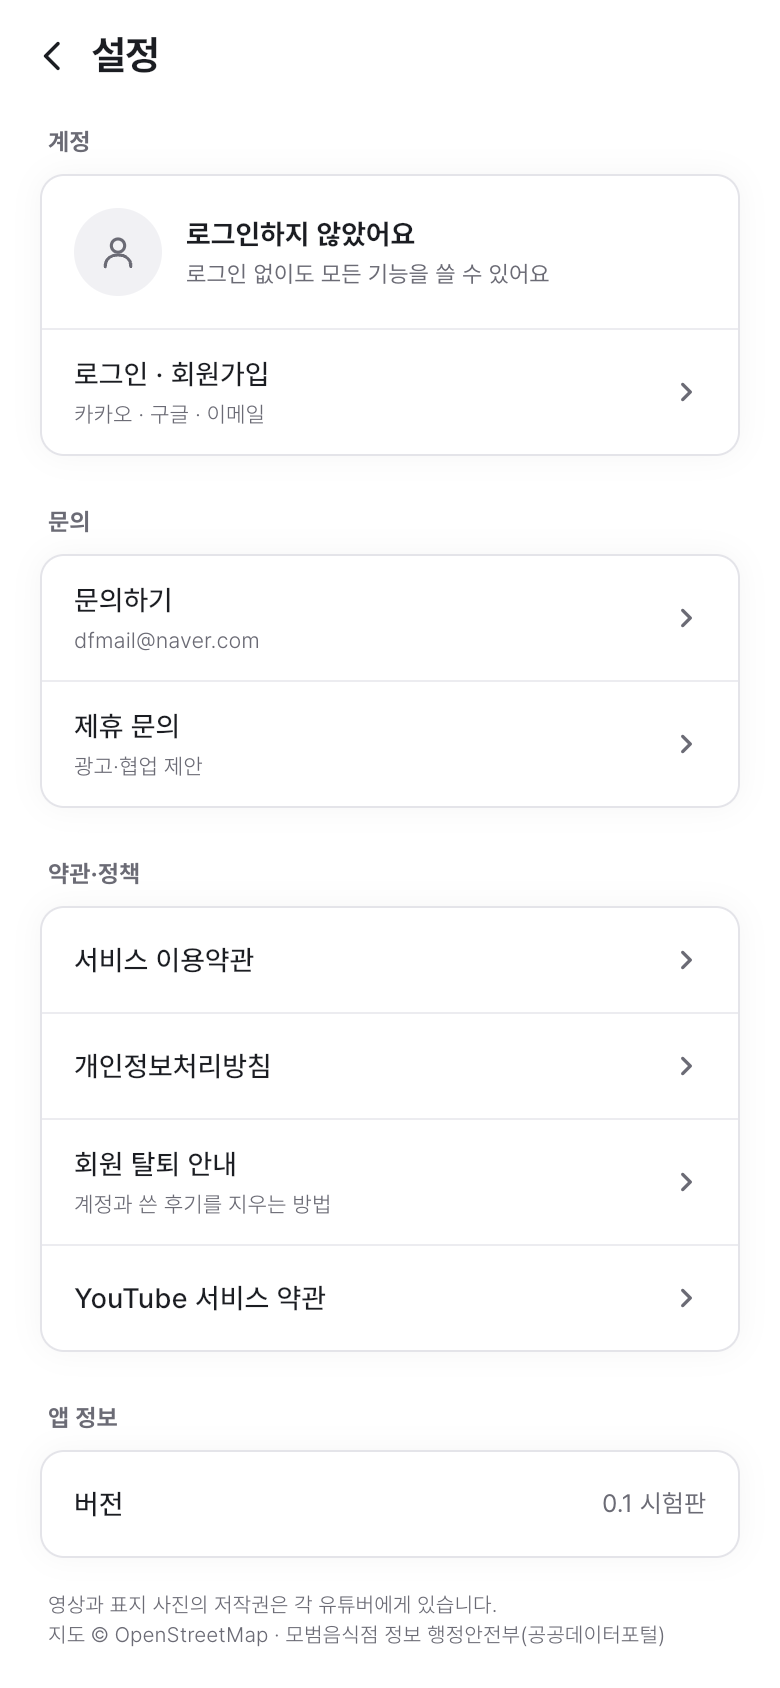 설정
계정
로그인하지 않았어요
로그인 없이도 모든 기능을 쓸 수 있어요
로그인 · 회원가입
카카오 · 구글 · 이메일
문의
문의하기
dfmail@naver.com
제휴 문의
광고·협업 제안
약관·정책
서비스 이용약관
개인정보처리방침
회원 탈퇴 안내
계정과 쓴 후기를 지우는 방법
YouTube 서비스 약관
앱 정보
버전
0.1 시험판
영상과 표지 사진의 저작권은 각 유튜버에게 있습니다.
지도 © OpenStreetMap · 모범음식점 정보 행정안전부(공공데이터포털)